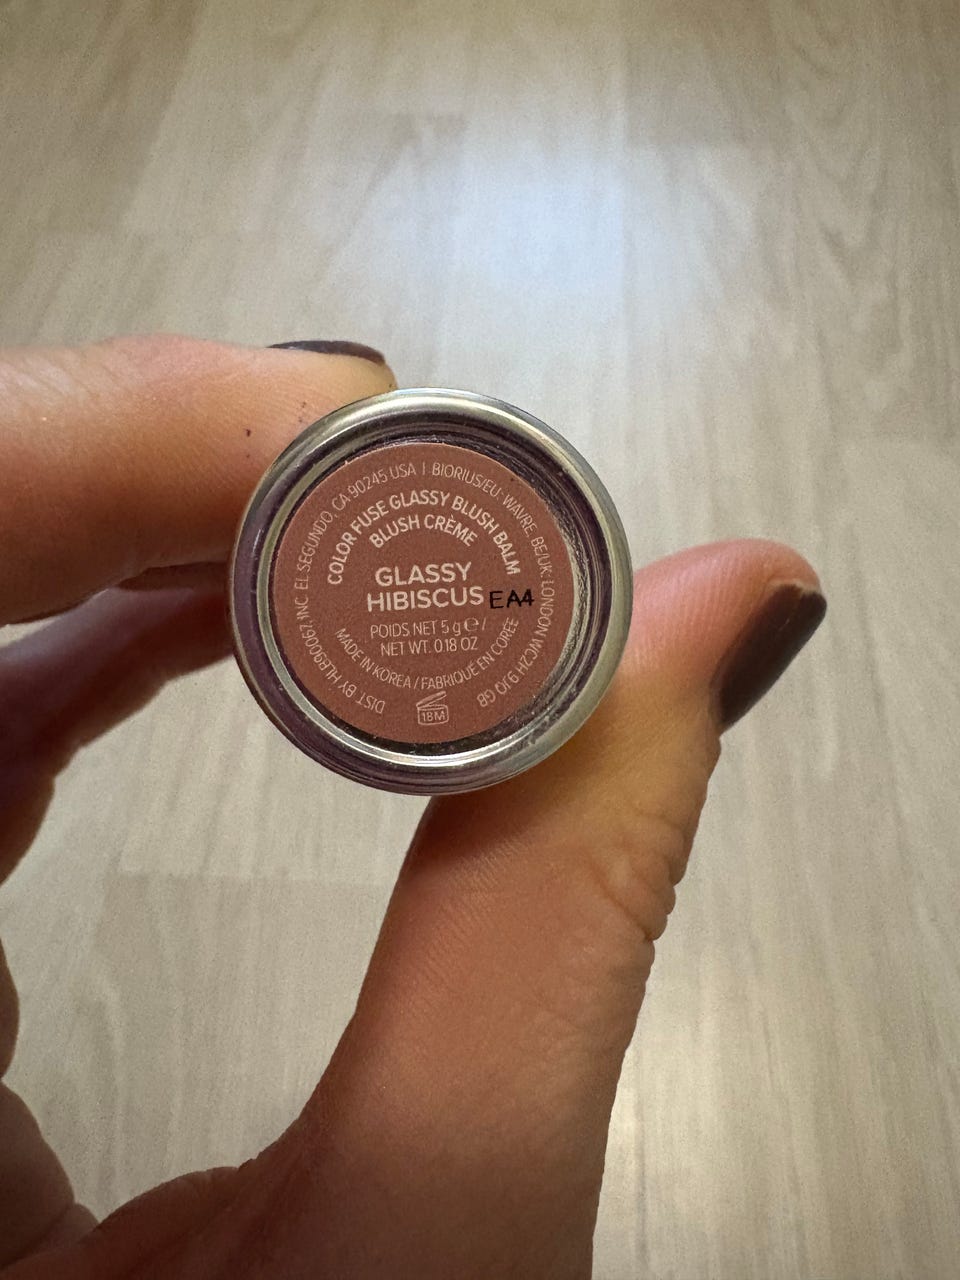 DIST. BY HLB90067, INC. EL SEGUNDO, CA 90245 USA | BIORIUS/EU: WAVRE, BE/UK: LONDON WC2H 9JQ GB
COLOR FUSE GLASSY BLUSH BALM
BLUSH CRÈME
GLASSY
HIBISCUS EA4
POIDS NET 5 g ℮ /
NET WT. 0.18 OZ
MADE IN KOREA / FABRIQUÉ EN CORÉE
18M